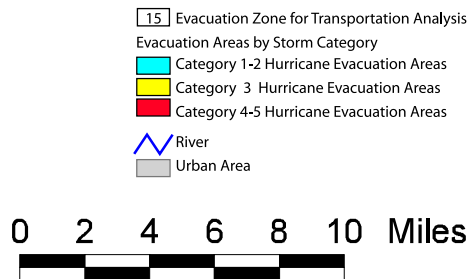 15 Evacuation Zone for Transportation Analysis
Evacuation Areas by Storm Category
Category 1-2 Hurricane Evacuation Areas
Category 3 Hurricane Evacuation Areas
Category 4-5 Hurricane Evacuation Areas
River
Urban Area
0 2 4 6 8 10 Miles